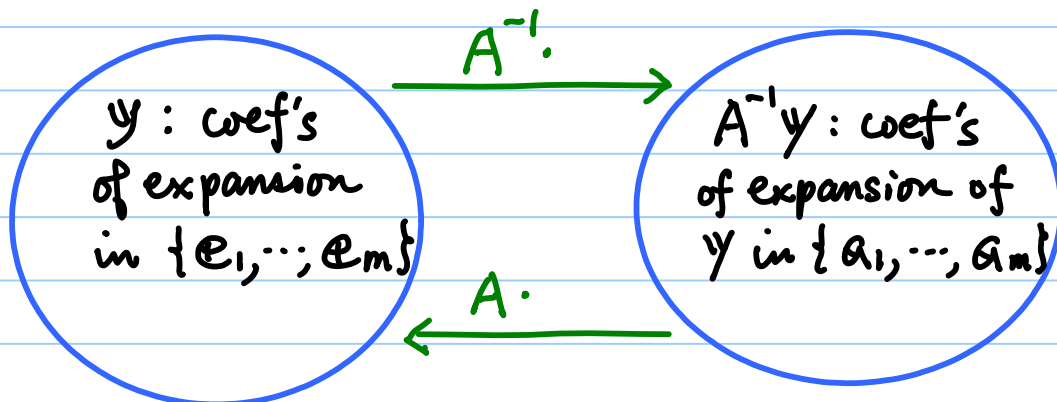 A⁻¹·
𝕪 : coef's
of expansion
in {𝕖₁,⋯,𝕖ₘ}
A⁻¹𝕪 : coef's
of expansion of
𝕪 in {𝕒₁,⋯,𝕒ₘ}
A·